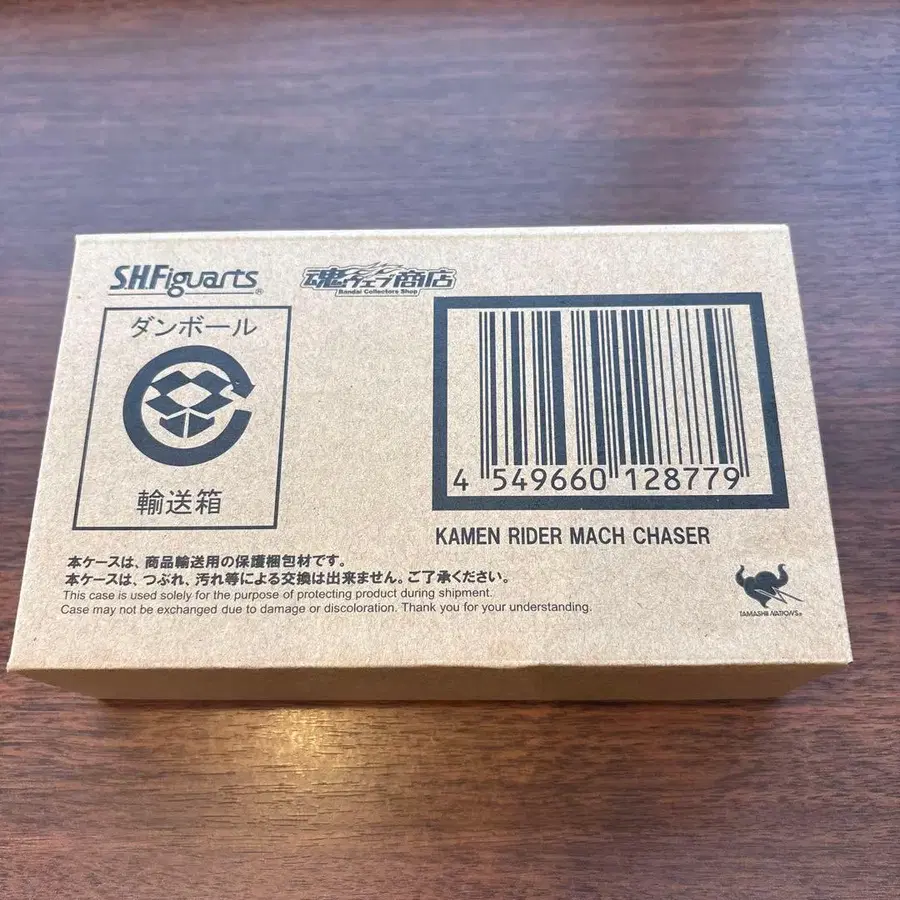 S.H.Figuarts®
魂ウェブ商店
Bandai Collectors Shop
ダンボール
輸送箱
4 549660 128779
KAMEN RIDER MACH CHASER
本ケースは、商品輸送用の保護梱包材です。
本ケースは、つぶれ、汚れ等による交換は出来ません。ご了承ください。
This case is used solely for the purpose of protecting product during shipment.
Case may not be exchanged due to damage or discoloration. Thank you for your understanding.
TAMASHII NATIONS®